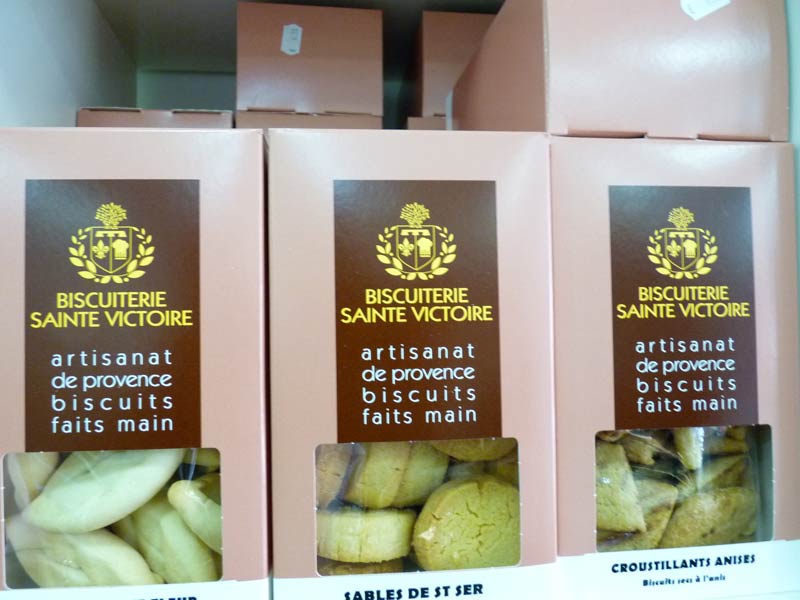 BISCUITERIE
SAINTE VICTOIRE
artisanat
de provence
biscuits
faits main
BISCUITERIE
SAINTE VICTOIRE
artisanat
de provence
biscuits
faits main
SABLES DE ST SER
BISCUITERIE
SAINTE VICTOIRE
artisanat
de provence
biscuits
faits main
CROUSTILLANTS ANISES
Biscuits secs à l'anis